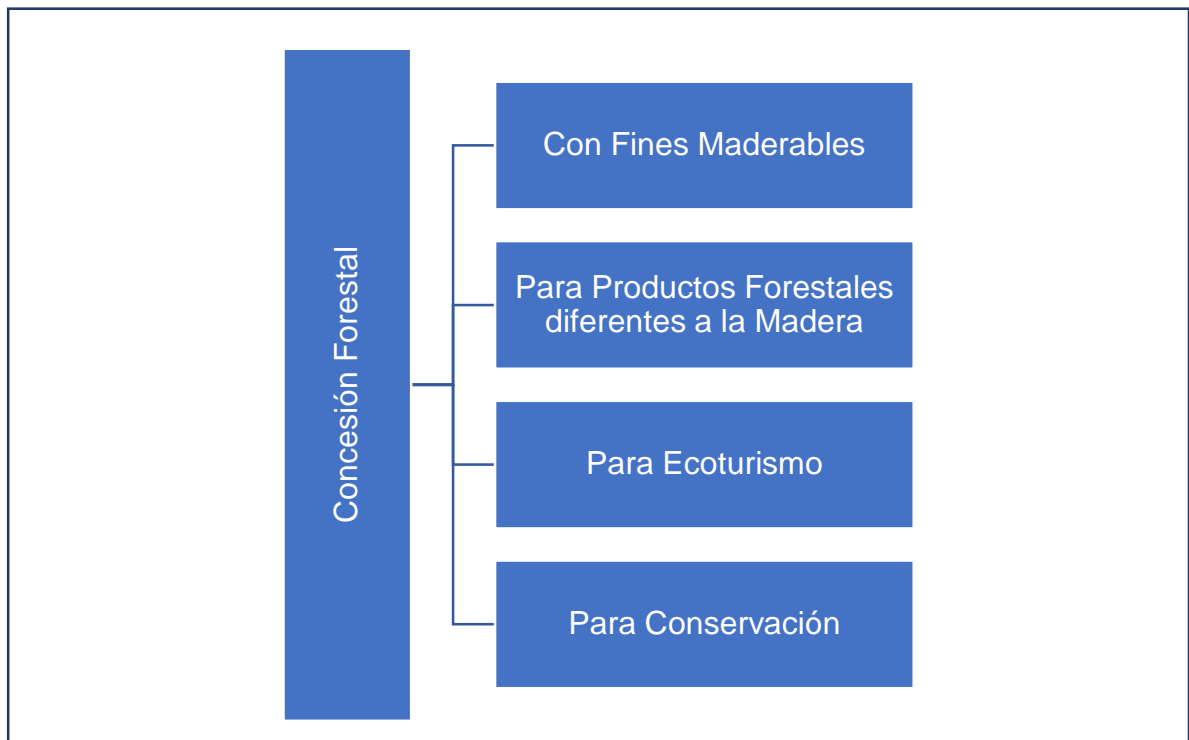 Concesión Forestal
Con Fines Maderables
Para Productos Forestales
diferentes a la Madera
Para Ecoturismo
Para Conservación